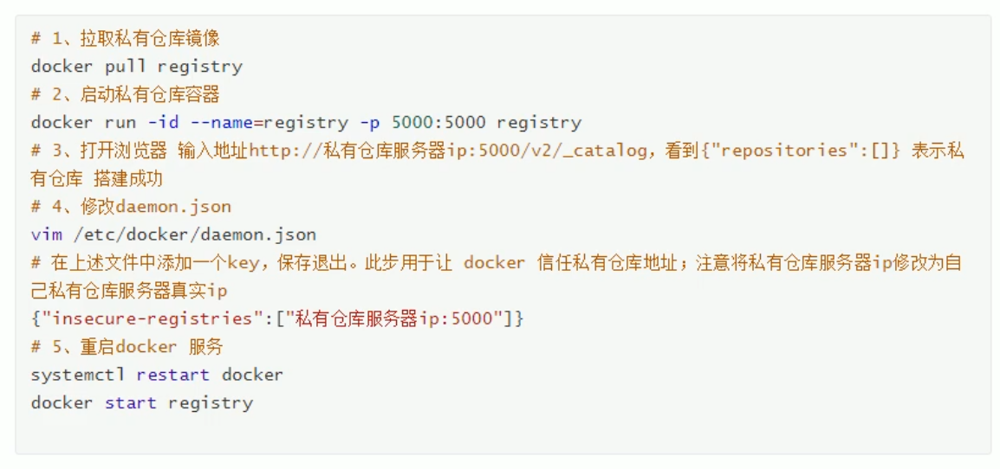 # 1、拉取私有仓库镜像
docker pull registry
# 2、启动私有仓库容器
docker run -id --name=registry -p 5000:5000 registry
# 3、打开浏览器 输入地址http://私有仓库服务器ip:5000/v2/_catalog，看到{"repositories":[]} 表示私
有仓库 搭建成功
# 4、修改daemon.json
vim /etc/docker/daemon.json
# 在上述文件中添加一个key，保存退出。此步用于让 docker 信任私有仓库地址；注意将私有仓库服务器ip修改为自
己私有仓库服务器真实ip
{"insecure-registries":["私有仓库服务器ip:5000"]}
# 5、重启docker 服务
systemctl restart docker
docker start registry